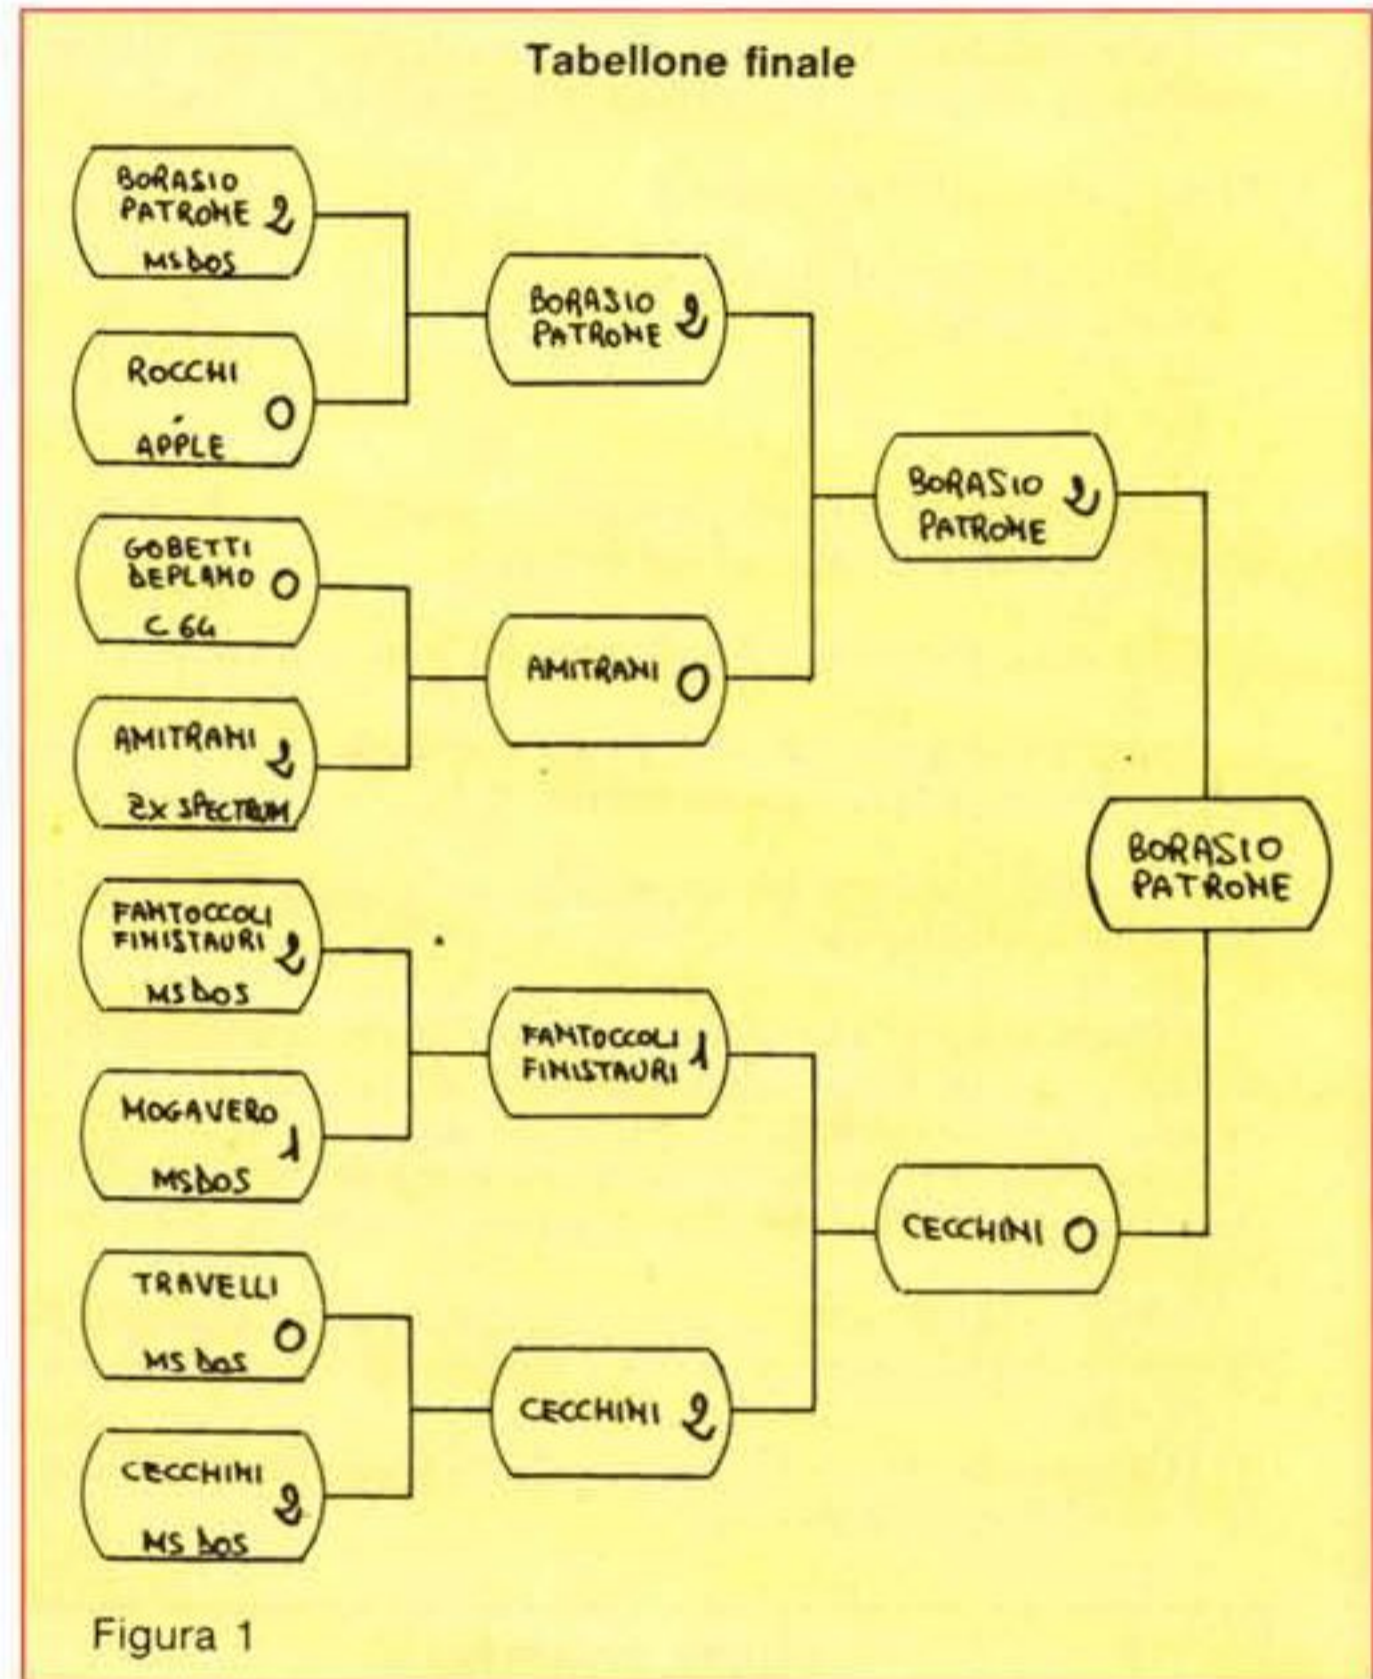 Tabellone finale
BORASIO
PATRONE 2
MSDOS
ROCCHI
0
APPLE
GOBETTI
DEPLANO 0
C 64
AMITRANI 2
ZX SPECTRUM
FANTOCCOLI
FINISTAURI 2
MSDOS
MOGAVERO
1
MSDOS
TRAVELLI
0
MS DOS
CECCHINI
2
MS DOS
BORASIO
PATRONE 2
AMITRANI 0
FANTOCCOLI
FINISTAURI 1
CECCHINI 2
BORASIO 2
PATRONE
CECCHINI 0
BORASIO
PATRONE
Figura 1